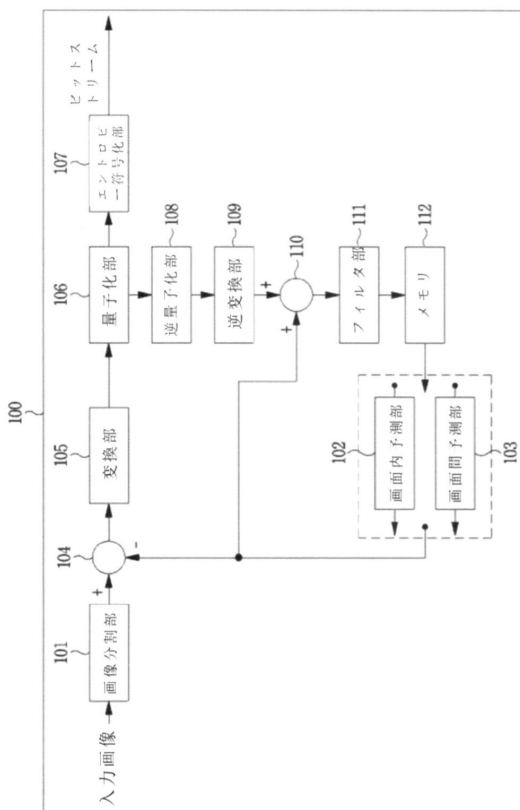 100
入力画像
101
画像分割部
104
+
-
105
変換部
106
量子化部
107
エントロピ
ー符号化部
ビットス
トリーム
108
逆量子化部
109
逆変換部
+
+
110
111
フィルタ部
112
メモリ
102
画面内予測部
画面間予測部
103